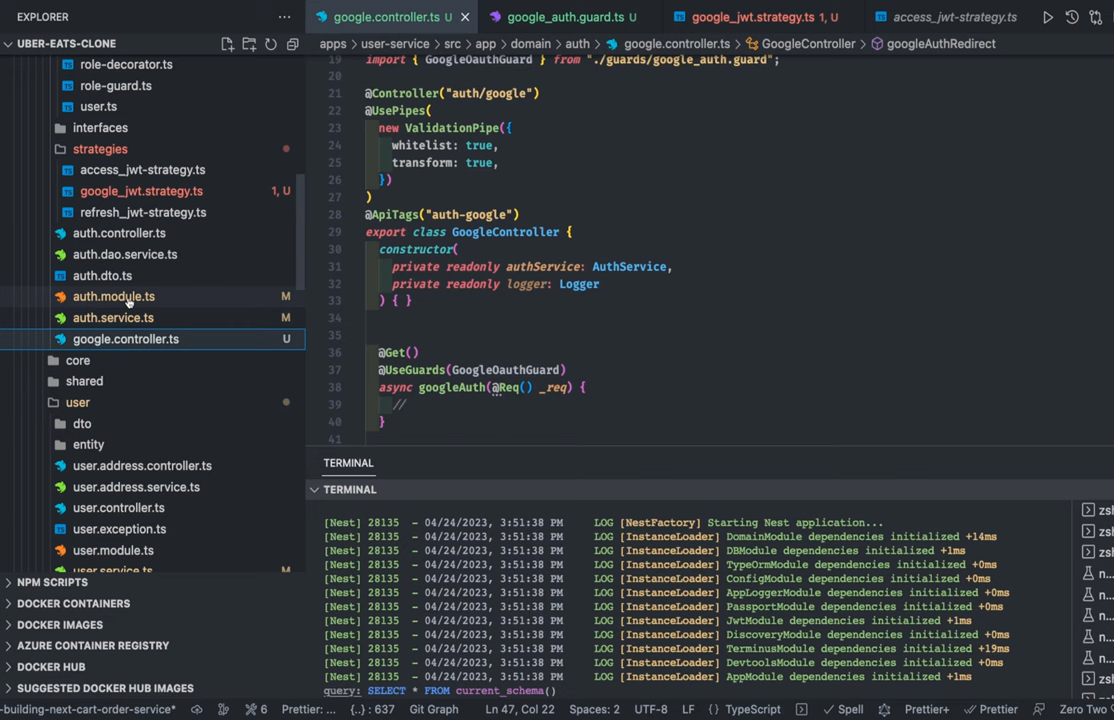 EXPLORER
UBER-EATS-CLONE
role-decorator.ts
role-guard.ts
user.ts
interfaces
strategies
access_jwt-strategy.ts
google_jwt.strategy.ts 1, U
refresh_jwt-strategy.ts
auth.controller.ts
auth.dao.service.ts
auth.dto.ts
auth.module.ts M
auth.service.ts M
google.controller.ts U
core
shared
user
dto
entity
user.address.controller.ts
user.address.service.ts
user.controller.ts
user.exception.ts
user.module.ts
user.service.ts M
NPM SCRIPTS
DOCKER CONTAINERS
DOCKER IMAGES
AZURE CONTAINER REGISTRY
DOCKER HUB
SUGGESTED DOCKER HUB IMAGES
google.controller.ts U
google_auth.guard.ts U
google_jwt.strategy.ts 1, U
access_jwt-strategy.ts
apps > user-service > src > app > domain > auth > google.controller.ts > GoogleController > googleAuthRedirect
19 import { GoogleOauthGuard } from "./guards/google_auth.guard";
20
21 @Controller("auth/google")
22 @UsePipes(
23 new ValidationPipe({
24 whitelist: true,
25 transform: true,
26 })
27 )
28 @ApiTags("auth-google")
29 export class GoogleController {
30 constructor(
31 private readonly authService: AuthService,
32 private readonly logger: Logger
33 ) { }
34
35
36 @Get()
37 @UseGuards(GoogleOauthGuard)
38 async googleAuth(@Req() _req) {
39 //
40 }
41
TERMINAL
TERMINAL
[Nest] 28135 - 04/24/2023, 3:51:38 PM LOG [NestFactory] Starting Nest application...
[Nest] 28135 - 04/24/2023, 3:51:38 PM LOG [InstanceLoader] DomainModule dependencies initialized +14ms
[Nest] 28135 - 04/24/2023, 3:51:38 PM LOG [InstanceLoader] DBModule dependencies initialized +1ms
[Nest] 28135 - 04/24/2023, 3:51:38 PM LOG [InstanceLoader] TypeOrmModule dependencies initialized +0ms
[Nest] 28135 - 04/24/2023, 3:51:38 PM LOG [InstanceLoader] ConfigModule dependencies initialized +0ms
[Nest] 28135 - 04/24/2023, 3:51:38 PM LOG [InstanceLoader] AppLoggerModule dependencies initialized +0ms
[Nest] 28135 - 04/24/2023, 3:51:38 PM LOG [InstanceLoader] PassportModule dependencies initialized +0ms
[Nest] 28135 - 04/24/2023, 3:51:38 PM LOG [InstanceLoader] JwtModule dependencies initialized +1ms
[Nest] 28135 - 04/24/2023, 3:51:38 PM LOG [InstanceLoader] DiscoveryModule dependencies initialized +0ms
[Nest] 28135 - 04/24/2023, 3:51:38 PM LOG [InstanceLoader] TerminusModule dependencies initialized +19ms
[Nest] 28135 - 04/24/2023, 3:51:38 PM LOG [InstanceLoader] DevtoolsModule dependencies initialized +0ms
[Nest] 28135 - 04/24/2023, 3:51:38 PM LOG [InstanceLoader] AppModule dependencies initialized +1ms
query: SELECT * FROM current_schema()
zsh
zsh
zsh
n...
n...
n...
n...
n...
zsh
zsh
-building-next-cart-order-service* 6 Prettier: ... {..} : 637 Git Graph Ln 47, Col 22 Spaces: 2 UTF-8 LF {} TypeScript Spell Prettier+ Prettier Zero Two